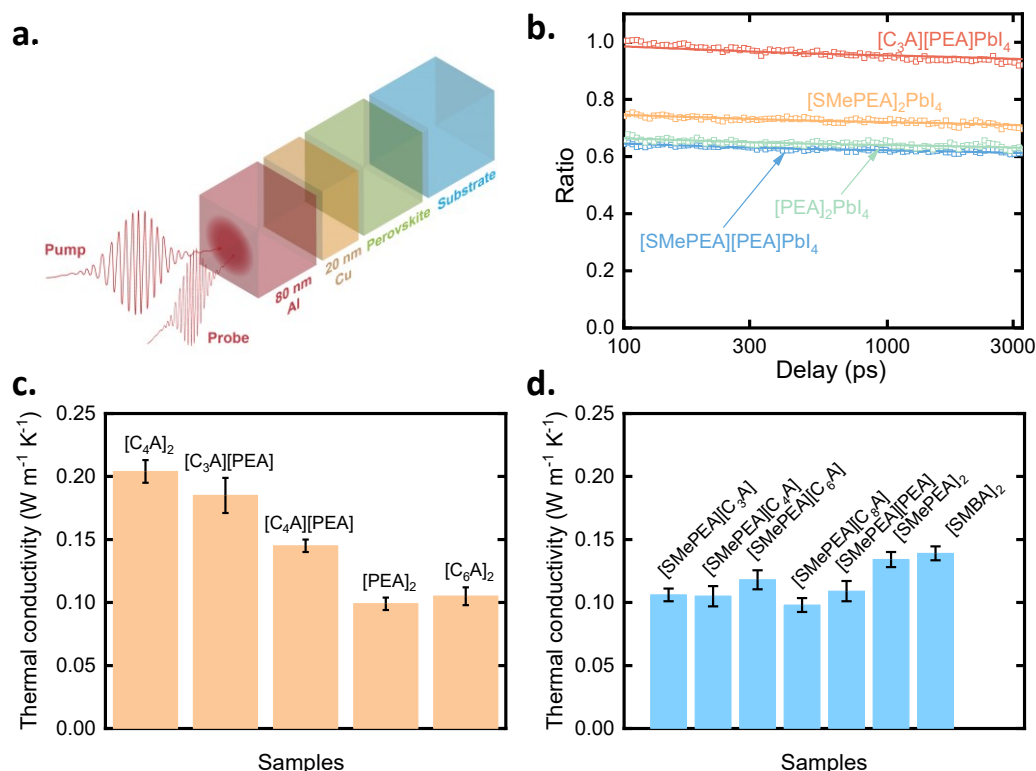 a.
Pump
Probe
80 nm
Al
20 nm
Cu
Perovskite
Substrate
b.
Ratio
1.0
0.8
0.6
0.4
0.2
0.0
[C₃A][PEA]PbI₄
[SMePEA]₂PbI₄
[PEA]₂PbI₄
[SMePEA][PEA]PbI₄
100
300
1000
3000
Delay (ps)
c.
Thermal conductivity (W m⁻¹ K⁻¹)
0.25
0.20
0.15
0.10
0.05
0.00
[C₄A]₂
[C₃A][PEA]
[C₄A][PEA]
[PEA]₂
[C₆A]₂
Samples
d.
Thermal conductivity (W m⁻¹ K⁻¹)
0.25
0.20
0.15
0.10
0.05
0.00
[SMePEA][C₃A]
[SMePEA][C₄A]
[SMePEA][C₆A]
[SMePEA][C₈A]
[SMePEA][PEA]
[SMePEA]₂
[SMBA]₂
Samples